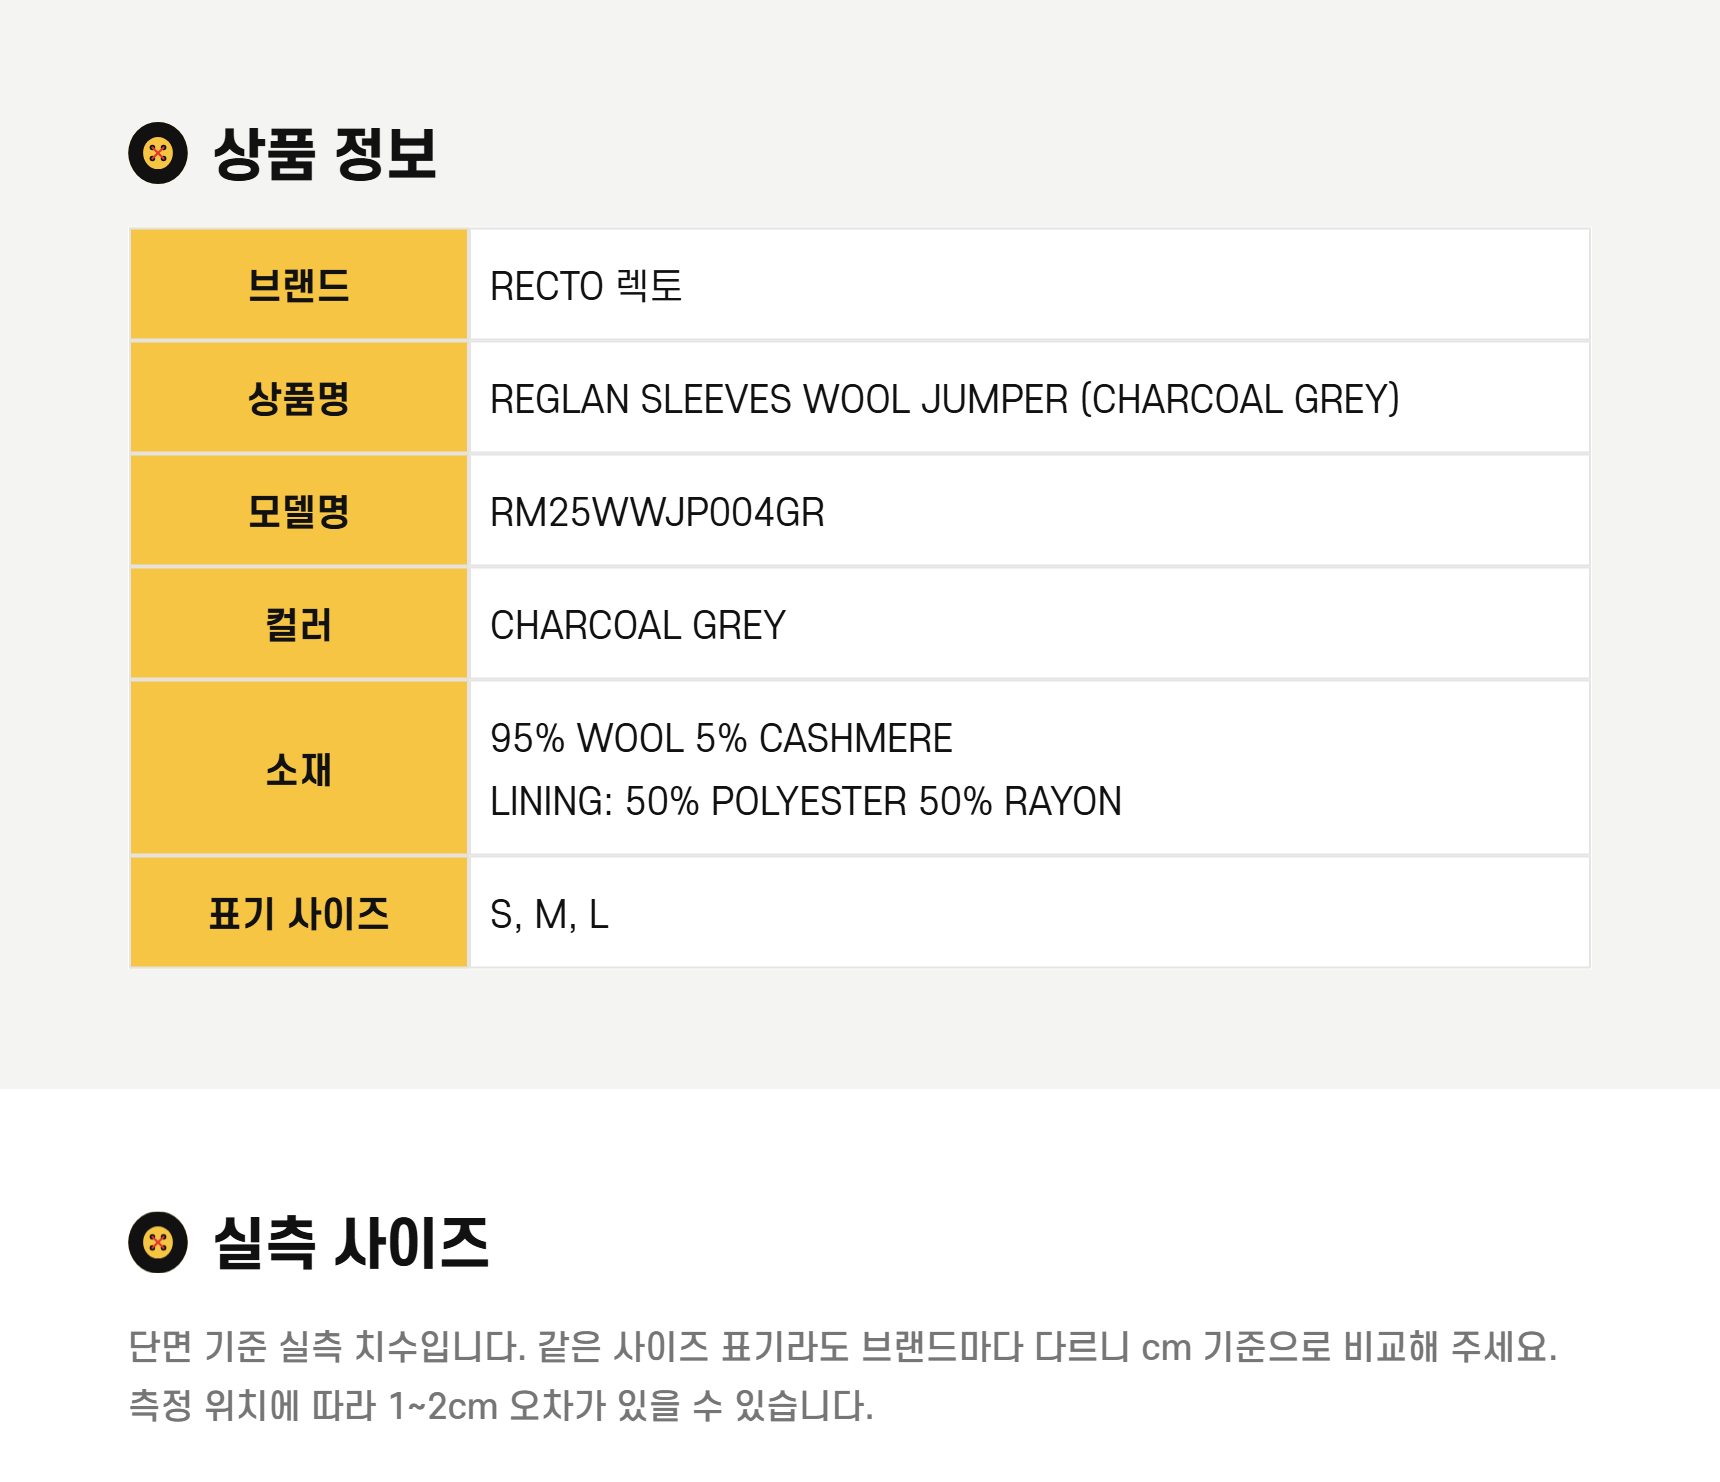 상품 정보
브랜드
RECTO 렉토
상품명
REGLAN SLEEVES WOOL JUMPER (CHARCOAL GREY)
모델명
RM25WWJP004GR
컬러
CHARCOAL GREY
소재
95% WOOL 5% CASHMERE
LINING: 50% POLYESTER 50% RAYON
표기 사이즈
S, M, L
실측 사이즈
단면 기준 실측 치수입니다. 같은 사이즈 표기라도 브랜드마다 다르니 cm 기준으로 비교해 주세요.
측정 위치에 따라 1~2cm 오차가 있을 수 있습니다.